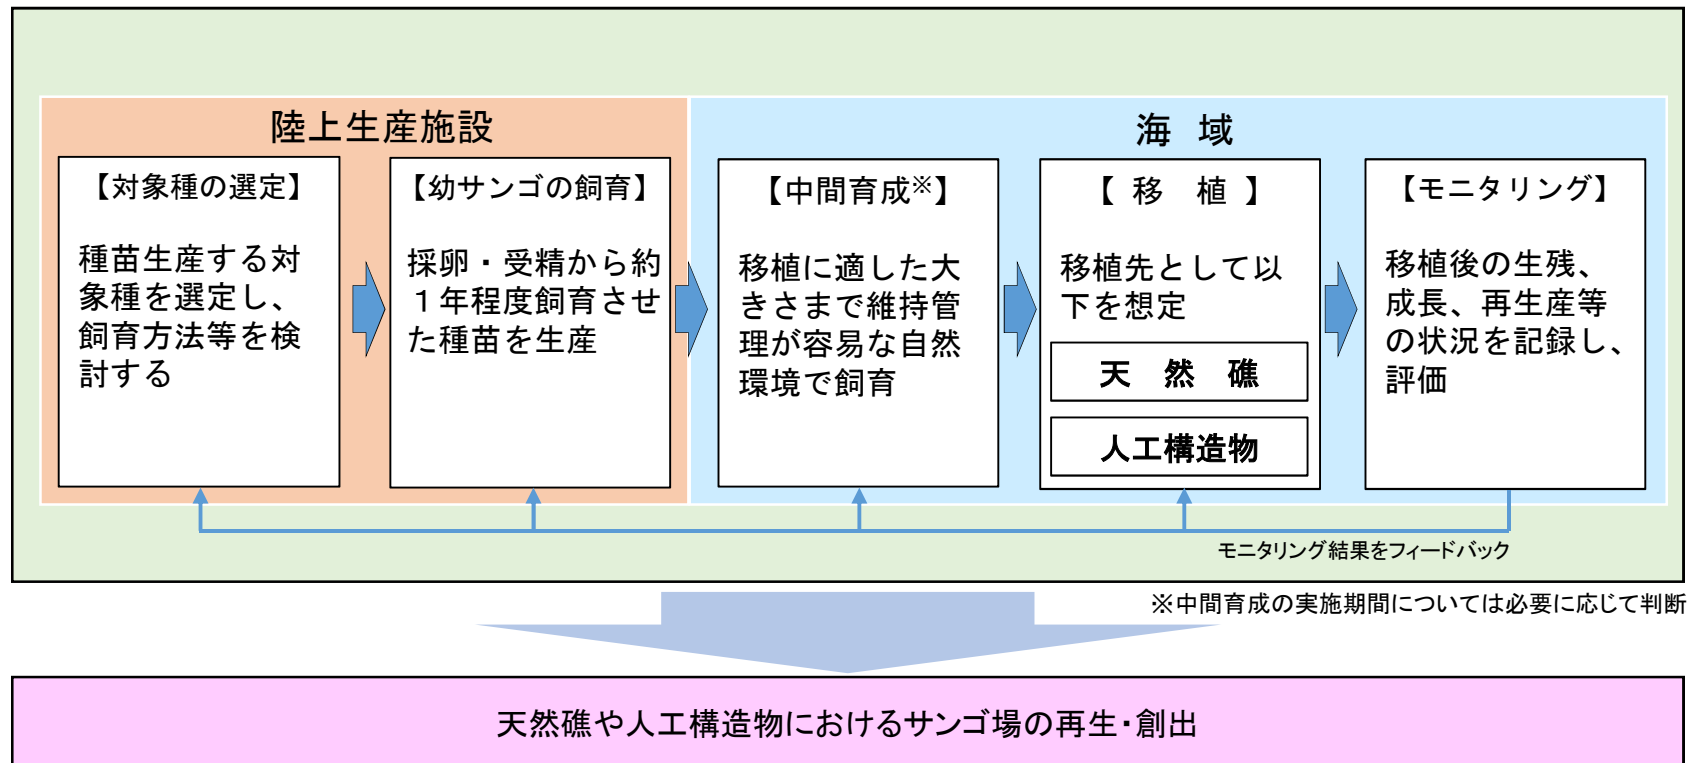 陸上生産施設
【対象種の選定】
種苗生産する対
象種を選定し、
飼育方法等を検
討する
【幼サンゴの飼育】
採卵・受精から約
１年程度飼育させ
た種苗を生産
海 域
【中間育成※】
移植に適した大
きさまで維持管
理が容易な自然
環境で飼育
【 移 植 】
移植先として以
下を想定
天 然 礁
人工構造物
【モニタリング】
移植後の生残、
成長、再生産等
の状況を記録し、
評価
モニタリング結果をフィードバック
※中間育成の実施期間については必要に応じて判断
天然礁や人工構造物におけるサンゴ場の再生・創出